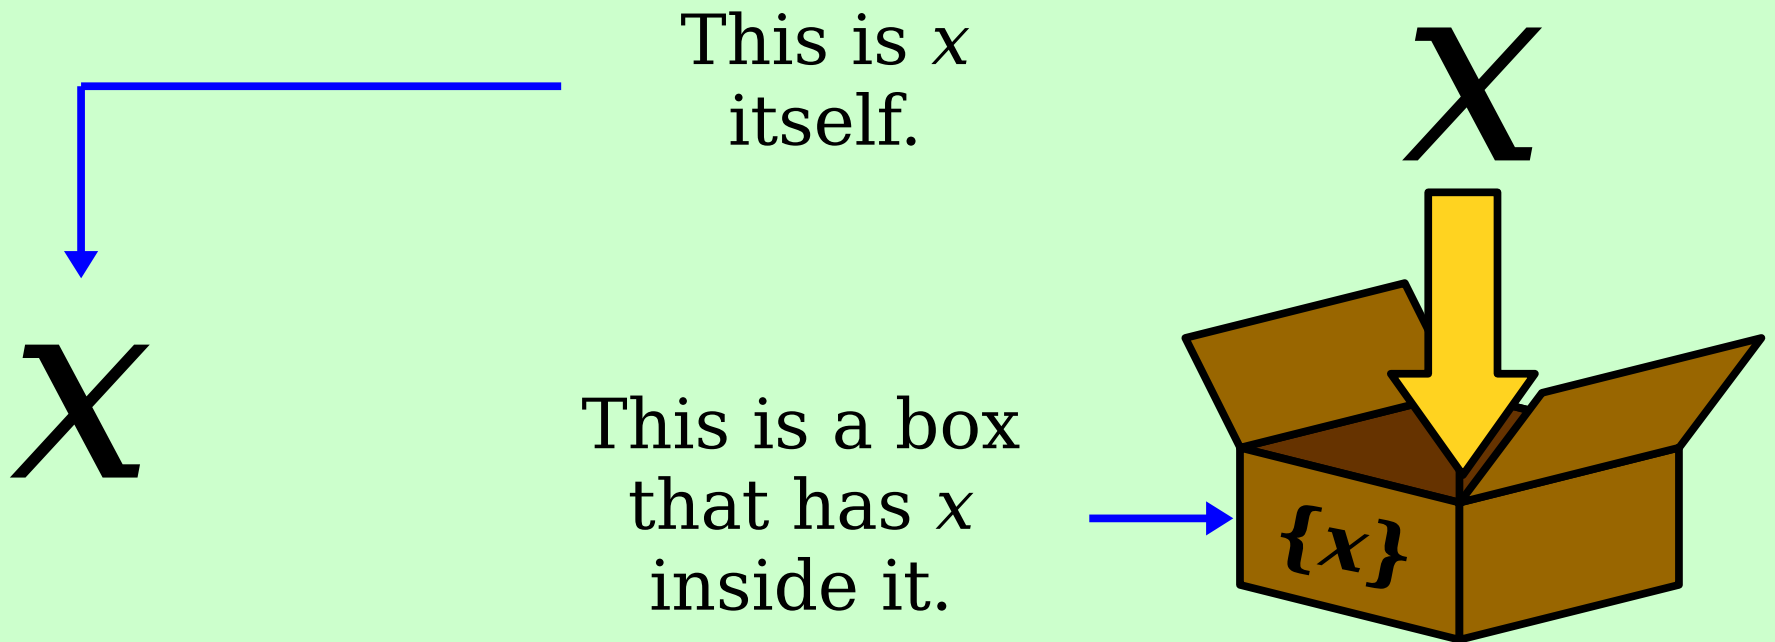 This is x
itself.
x
x
This is a box
that has x
inside it.
{x}